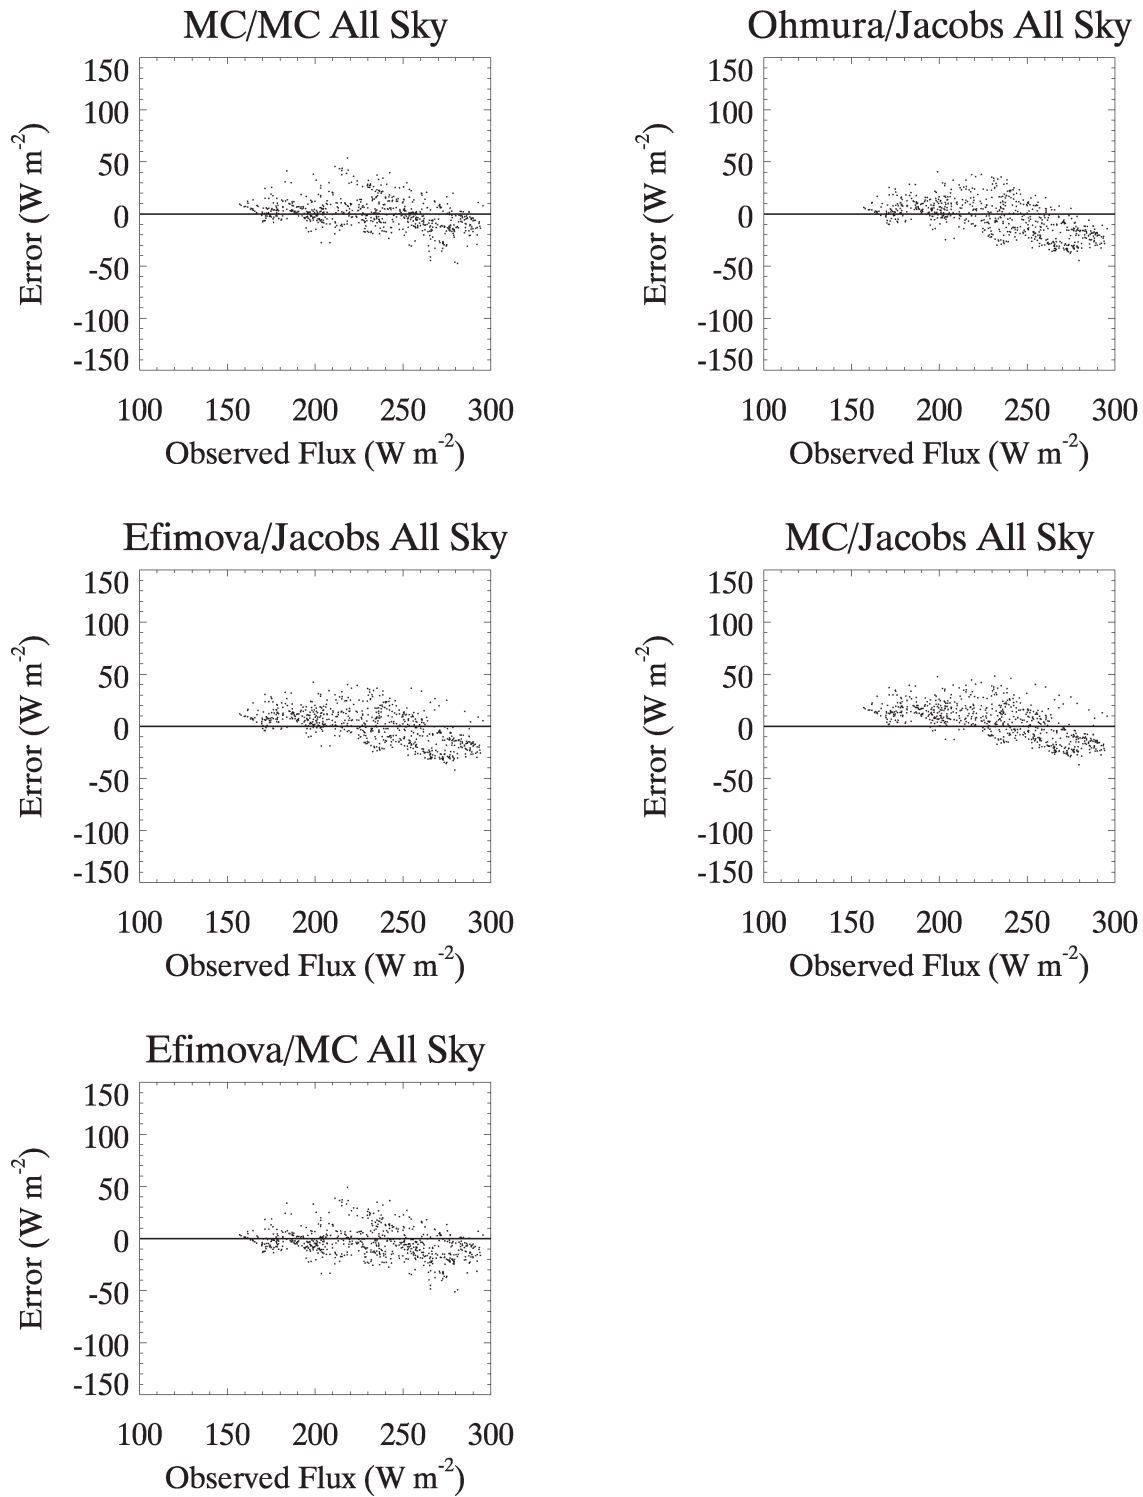 MC/MC All Sky
150
100
50
0
-50
-100
-150
Error (W m-2)
100 150 200 250 300
Observed Flux (W m-2)
Ohmura/Jacobs All Sky
150
100
50
0
-50
-100
-150
Error (W m-2)
100 150 200 250 300
Observed Flux (W m-2)
Efimova/Jacobs All Sky
150
100
50
0
-50
-100
-150
Error (W m-2)
100 150 200 250 300
Observed Flux (W m-2)
MC/Jacobs All Sky
150
100
50
0
-50
-100
-150
Error (W m-2)
100 150 200 250 300
Observed Flux (W m-2)
Efimova/MC All Sky
150
100
50
0
-50
-100
-150
Error (W m-2)
100 150 200 250 300
Observed Flux (W m-2)